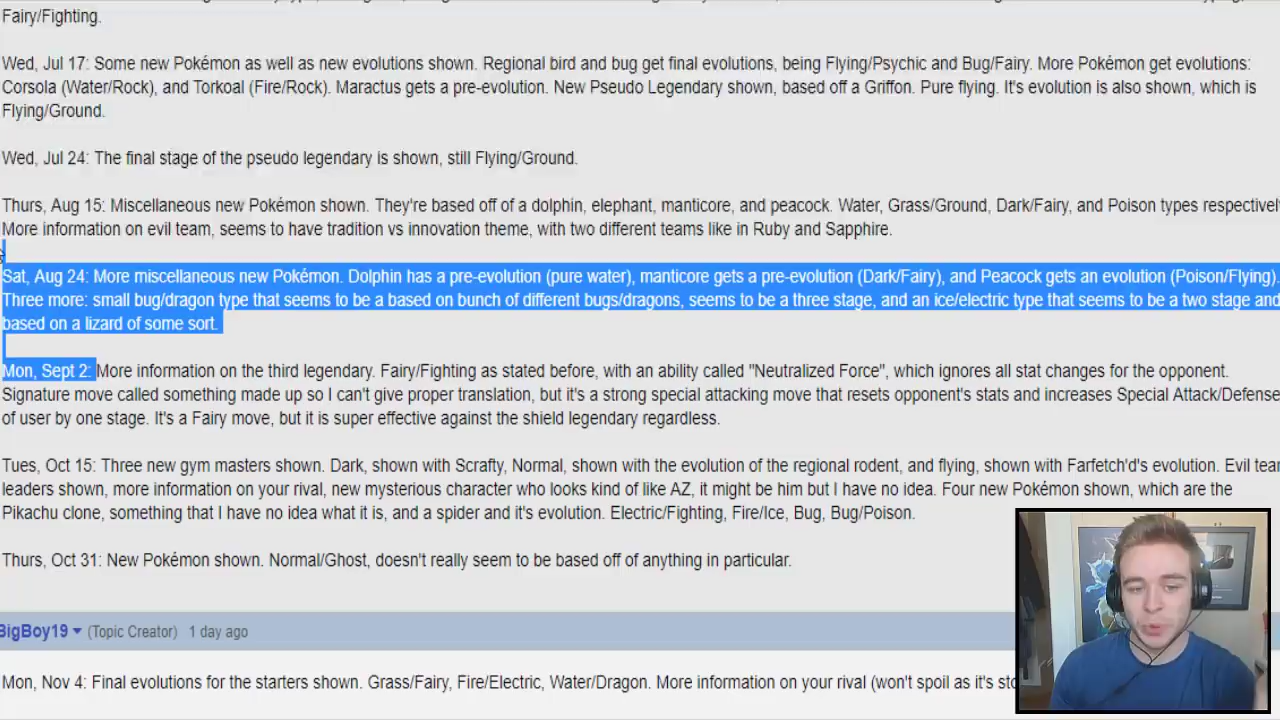 Fairy/Fighting.
Wed, Jul 17: Some new Pokémon as well as new evolutions shown. Regional bird and bug get final evolutions, being Flying/Psychic and Bug/Fairy. More Pokémon get evolutions:
Corsola (Water/Rock), and Torkoal (Fire/Rock). Maractus gets a pre-evolution. New Pseudo Legendary shown, based off a Griffon. Pure flying. It's evolution is also shown, which is
Flying/Ground.
Wed, Jul 24: The final stage of the pseudo legendary is shown, still Flying/Ground.
Thurs, Aug 15: Miscellaneous new Pokémon shown. They're based off of a dolphin, elephant, manticore, and peacock. Water, Grass/Ground, Dark/Fairy, and Poison types respectivel
More information on evil team, seems to have tradition vs innovation theme, with two different teams like in Ruby and Sapphire.
Sat, Aug 24: More miscellaneous new Pokémon. Dolphin has a pre-evolution (pure water), manticore gets a pre-evolution (Dark/Fairy), and Peacock gets an evolution (Poison/Flying).
Three more: small bug/dragon type that seems to be a based on bunch of different bugs/dragons, seems to be a three stage, and an ice/electric type that seems to be a two stage and
based on a lizard of some sort.
Mon, Sept 2: More information on the third legendary. Fairy/Fighting as stated before, with an ability called "Neutralized Force", which ignores all stat changes for the opponent.
Signature move called something made up so I can't give proper translation, but it's a strong special attacking move that resets opponent's stats and increases Special Attack/Defense
of user by one stage. It's a Fairy move, but it is super effective against the shield legendary regardless.
Tues, Oct 15: Three new gym masters shown. Dark, shown with Scrafty, Normal, shown with the evolution of the regional rodent, and flying, shown with Farfetch'd's evolution. Evil tear
leaders shown, more information on your rival, new mysterious character who looks kind of like AZ, it might be him but I have no idea. Four new Pokémon shown, which are the
Pikachu clone, something that I have no idea what it is, and a spider and it's evolution. Electric/Fighting, Fire/Ice, Bug, Bug/Poison.
Thurs, Oct 31: New Pokémon shown. Normal/Ghost, doesn't really seem to be based off of anything in particular.
BigBoy19 (Topic Creator) 1 day ago
Mon, Nov 4: Final evolutions for the starters shown. Grass/Fairy, Fire/Electric, Water/Dragon. More information on your rival (won't spoil as it's sto